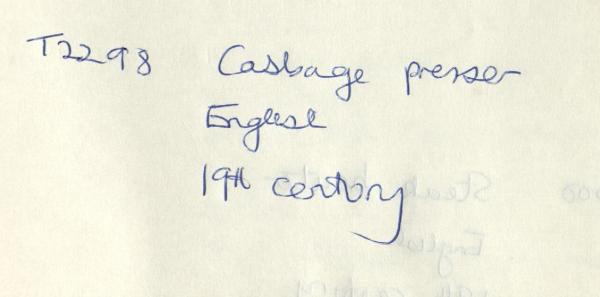 T2298 Cabbage presser
English
19th century